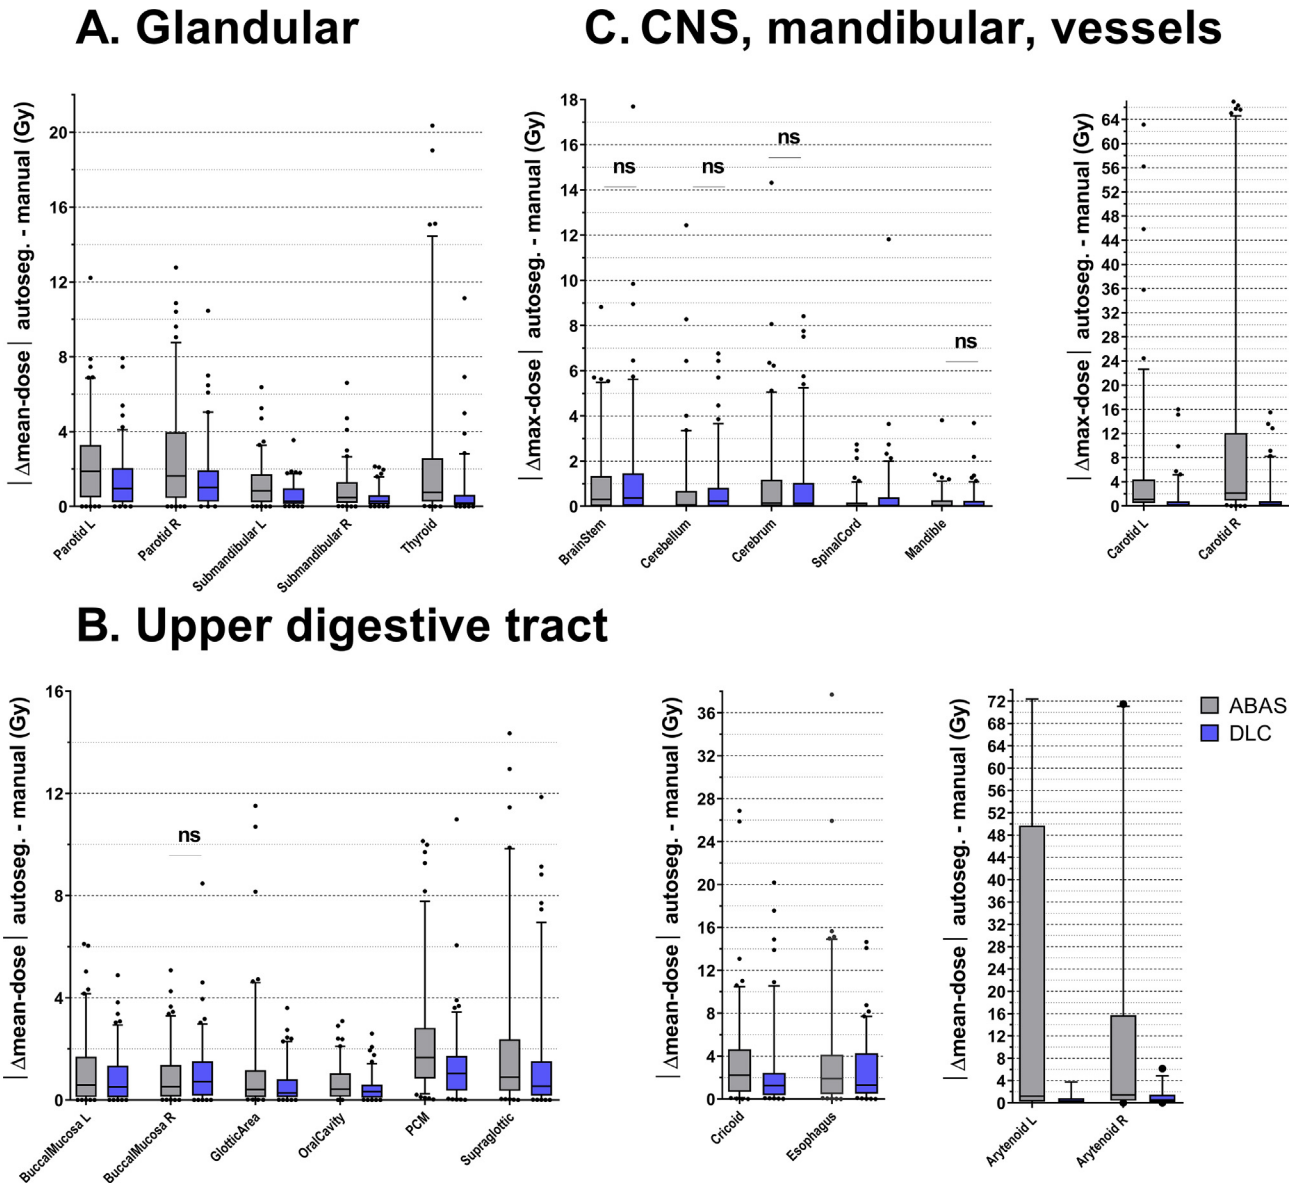 A. Glandular
C. CNS, mandibular, vessels
|Δmean-dose| autoseg. - manual (Gy)
20
16
12
8
4
0
Parotid L
Parotid R
Submandibular L
Submandibular R
Thyroid
|Δmax-dose| autoseg. - manual (Gy)
18
16
14
12
10
8
6
4
2
0
ns
ns
ns
ns
BrainStem
Cerebellum
Cerebrum
SpinalCord
Mandible
|Δmax-dose| autoseg. - manual (Gy)
64
60
56
52
48
44
40
36
32
28
24
20
16
12
8
4
0
Carotid L
Carotid R
B. Upper digestive tract
|Δmean-dose| autoseg. - manual (Gy)
16
12
8
4
0
ns
BuccalMucosa L
BuccalMucosa R
GlotticArea
OralCavity
PCM
Supraglottic
|Δmean-dose| autoseg. - manual (Gy)
36
32
28
24
20
16
12
8
4
0
Cricoid
Esophagus
|Δmean-dose| autoseg. - manual (Gy)
72
68
64
60
56
52
48
44
40
36
32
28
24
20
16
12
8
4
0
Arytenoid L
Arytenoid R
ABAS
DLC